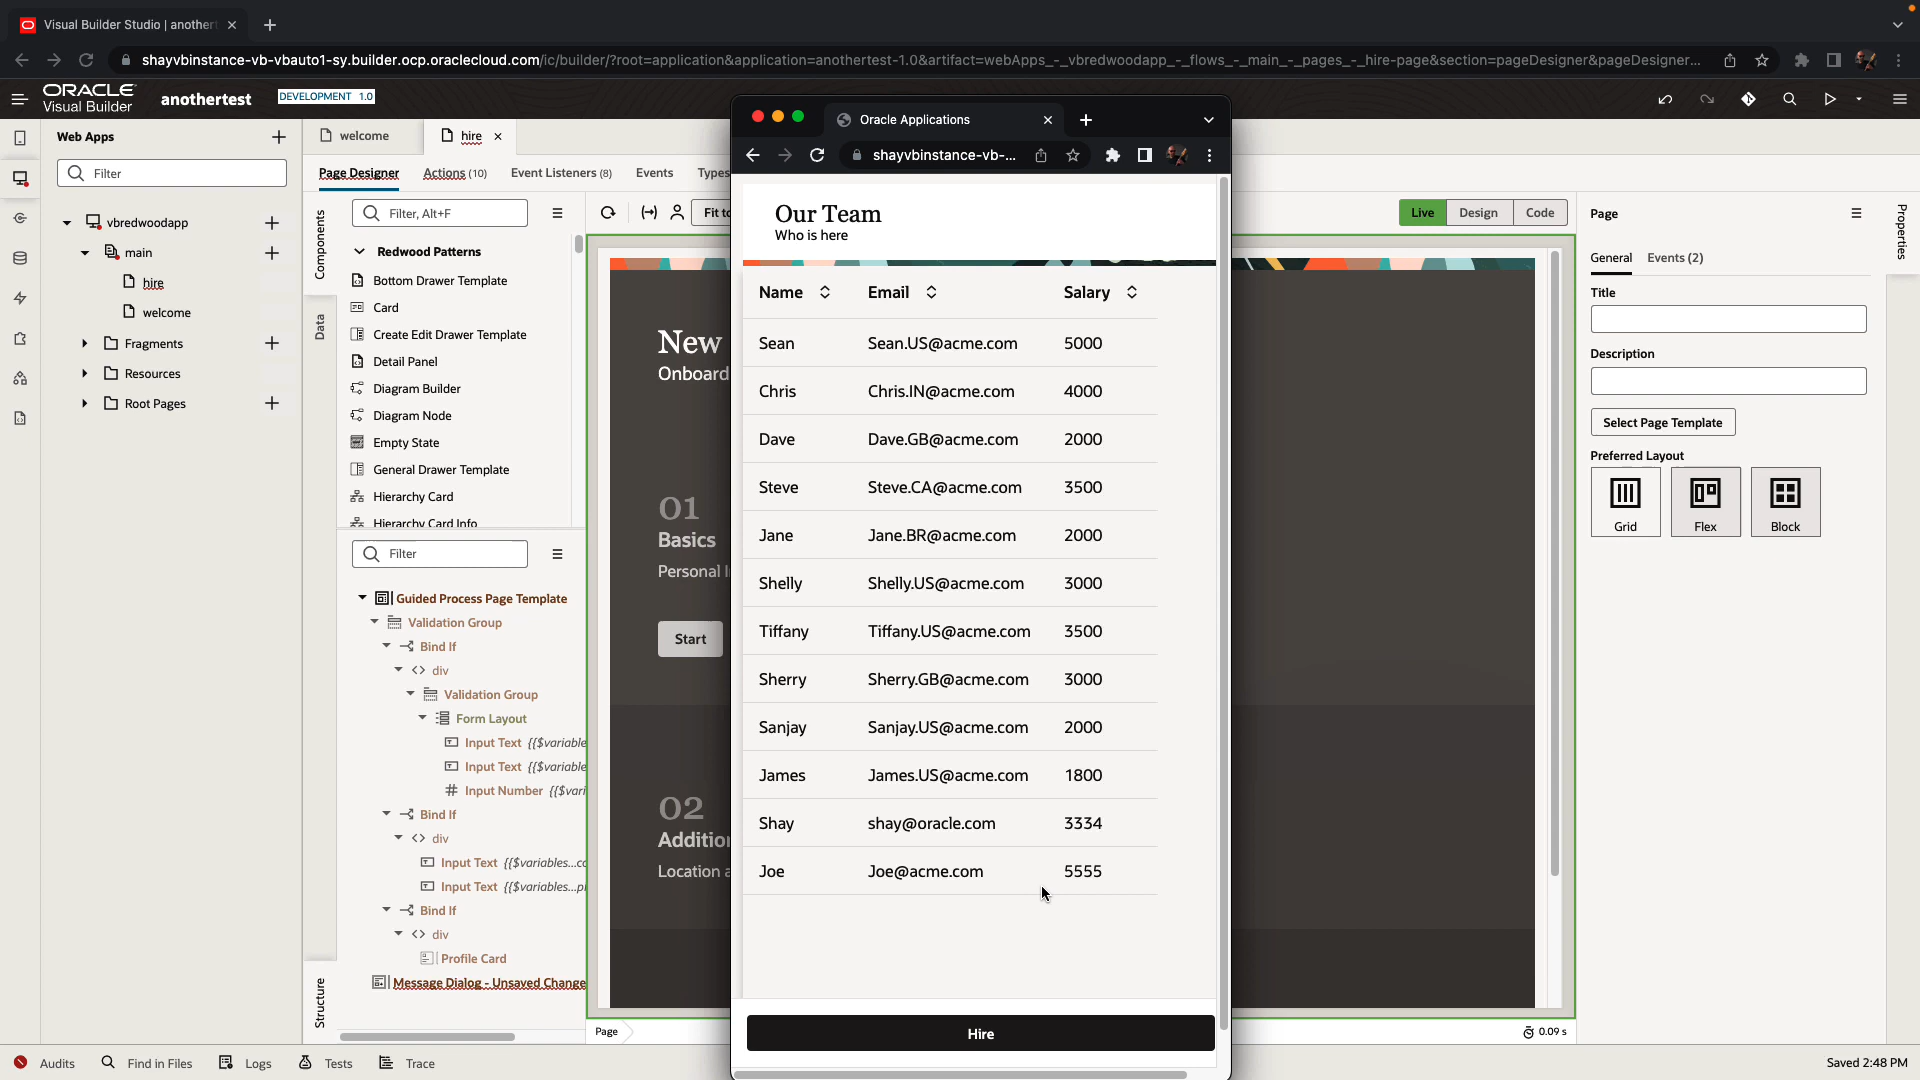 Visual Builder Studio | another
shayvbinstance-vb-vbauto1-sy.builder.ocp.oraclecloud.com/ic/builder/?root=application&application=anothertest-1.0&artifact=webApps_-_vbredwoodapp_-_flows_-_main_-_pages_-_hire-page&section=pageDesigner&pageDesigner...
ORACLE
Visual Builder
anothertest
DEVELOPMENT 1.0
Web Apps
Filter
vbredwoodapp
main
hire
welcome
Fragments
Resources
Root Pages
welcome
hire
Page Designer
Actions (10)
Event Listeners (8)
Events
Types
Components
Data
Structure
Filter, Alt+F
Redwood Patterns
Bottom Drawer Template
Card
Create Edit Drawer Template
Detail Panel
Diagram Builder
Diagram Node
Empty State
General Drawer Template
Hierarchy Card
Hierarchy Card Info
Filter
Guided Process Page Template
Validation Group
Bind If
<> div
Validation Group
Form Layout
Input Text {{$variable
Input Text {{$variable
# Input Number {{$vari
Bind If
<> div
Input Text {{$variables...co
Input Text {{$variables...pl
Bind If
<> div
Profile Card
Message Dialog - Unsaved Change
Fit to
Live
Design
Code
New
Onboard
01
Basics
Personal I
Start
02
Addition
Location a
Page
0.09 s
Oracle Applications
shayvbinstance-vb-...
Our Team
Who is here
Name Email Salary
Sean Sean.US@acme.com 5000
Chris Chris.IN@acme.com 4000
Dave Dave.GB@acme.com 2000
Steve Steve.CA@acme.com 3500
Jane Jane.BR@acme.com 2000
Shelly Shelly.US@acme.com 3000
Tiffany Tiffany.US@acme.com 3500
Sherry Sherry.GB@acme.com 3000
Sanjay Sanjay.US@acme.com 2000
James James.US@acme.com 1800
Shay shay@oracle.com 3334
Joe Joe@acme.com 5555
Hire
Page
General
Events (2)
Title
Description
Select Page Template
Preferred Layout
Grid
Flex
Block
Properties
Audits
Find in Files
Logs
Tests
Trace
Saved 2:48 PM